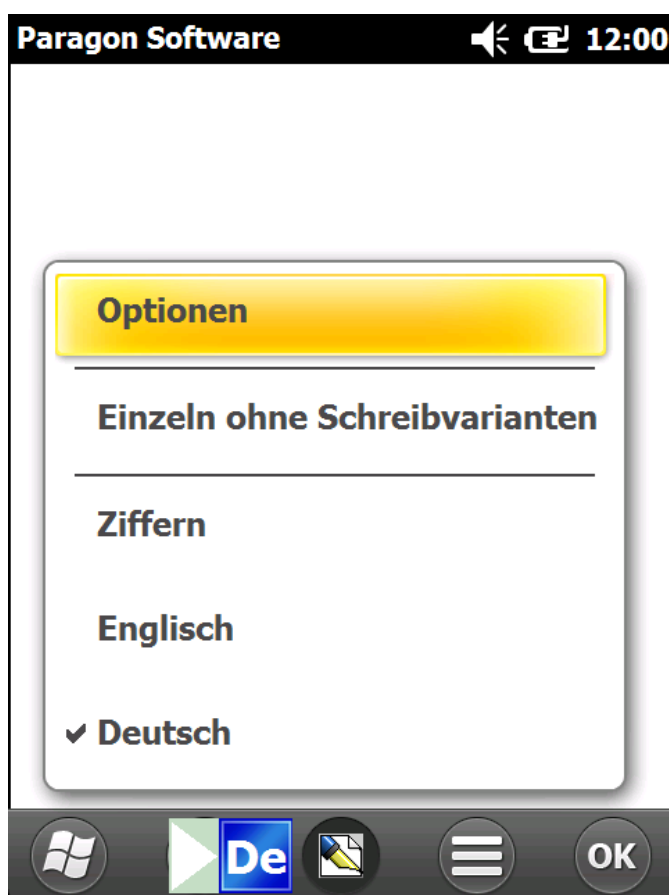 Paragon Software 12:00
Optionen
Einzeln ohne Schreibvarianten
Ziffern
Englisch
Deutsch
De OK